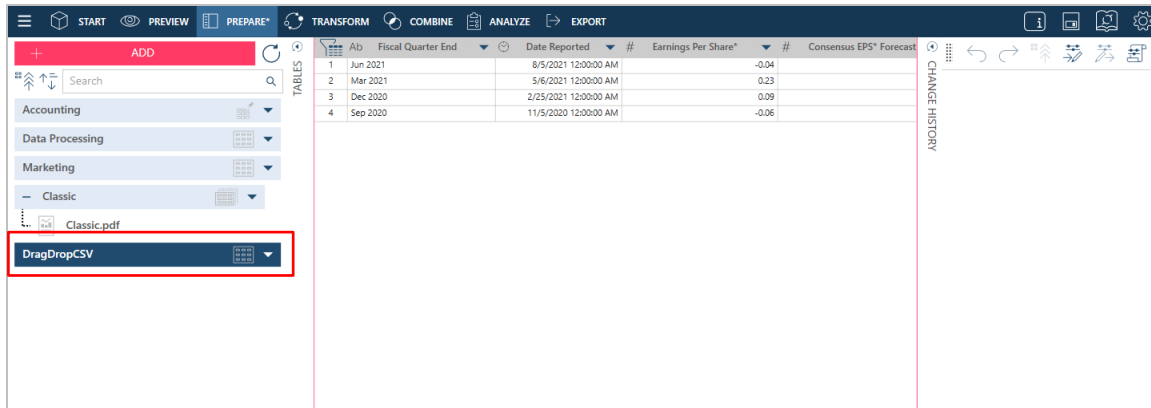 START PREVIEW PREPARE* TRANSFORM COMBINE ANALYZE EXPORT
ADD
Search
Accounting
Data Processing
Marketing
Classic
Classic.pdf
DragDropCSV
TABLES
Ab Fiscal Quarter End Date Reported # Earnings Per Share* # Consensus EPS* Forecast
1 Jun 2021 8/5/2021 12:00:00 AM -0.04
2 Mar 2021 5/6/2021 12:00:00 AM 0.23
3 Dec 2020 2/25/2021 12:00:00 AM 0.09
4 Sep 2020 11/5/2020 12:00:00 AM -0.06
CHANGE HISTORY